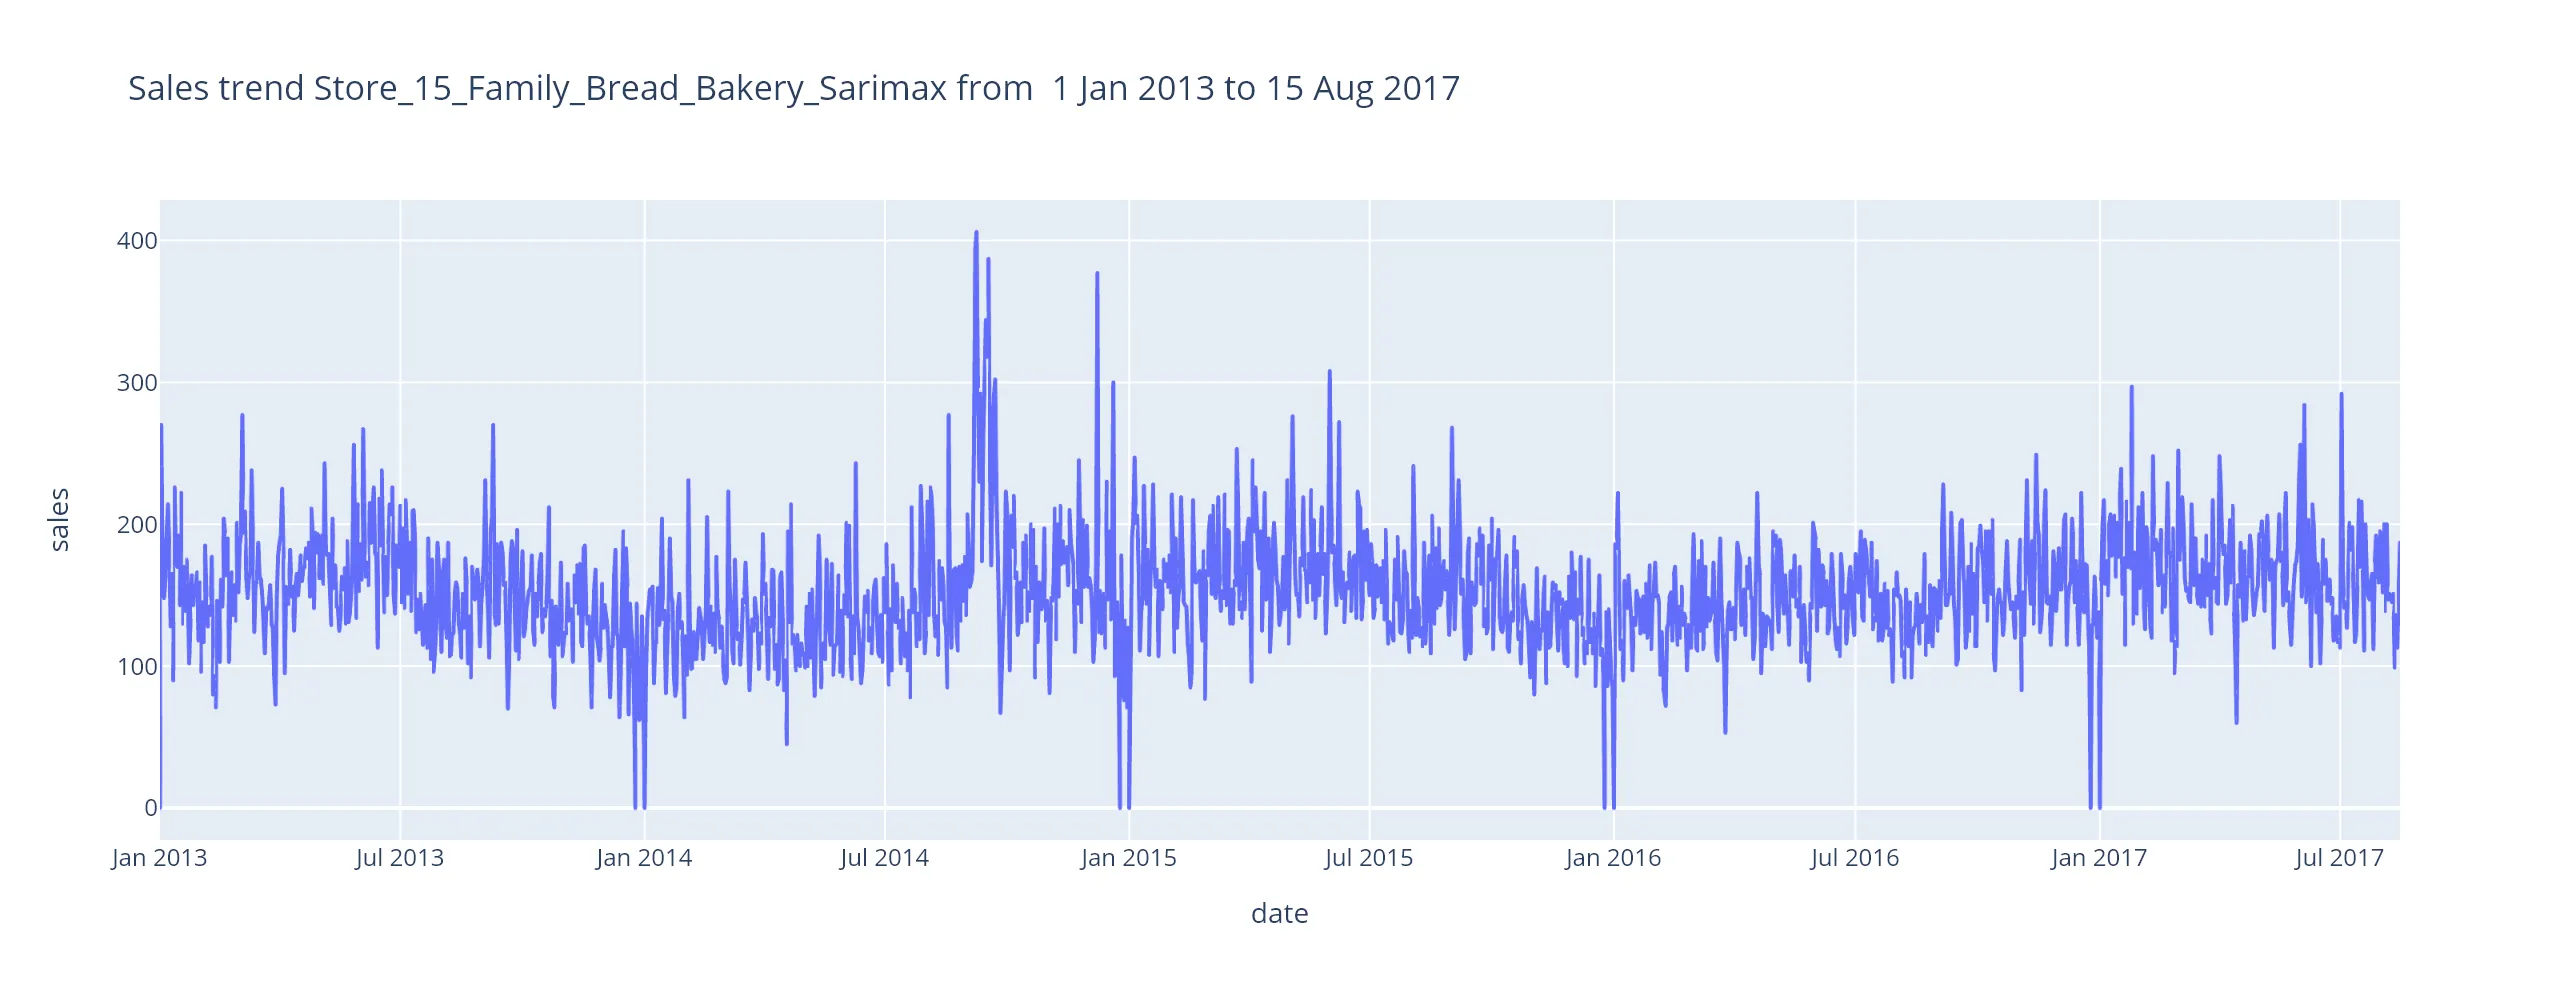 Sales trend Store_15_Family_Bread_Bakery_Sarimax from  1 Jan 2013 to 15 Aug 2017
400
300
200
100
0
sales
Jan 2013
Jul 2013
Jan 2014
Jul 2014
Jan 2015
Jul 2015
Jan 2016
Jul 2016
Jan 2017
Jul 2017
date